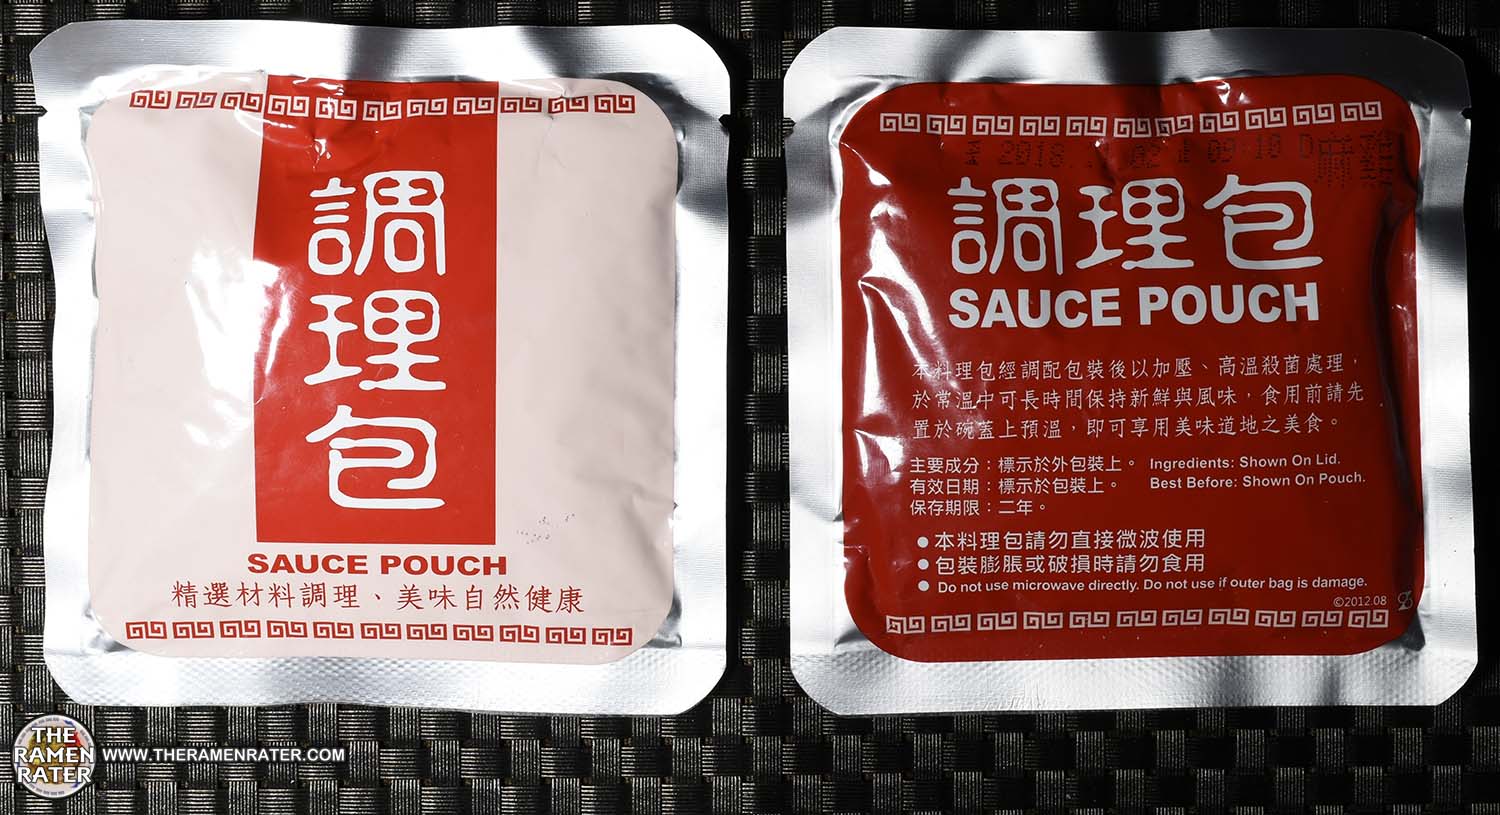 調理包
SAUCE POUCH
精選材料調理、美味自然健康
調理包
SAUCE POUCH
本料理包經調配包裝後以加壓、高溫殺菌處理，
於常溫中可長時間保持新鮮與風味，食用前請先
置於碗蓋上預溫，即可享用美味道地之美食。
主要成分：標示於外包裝上。 Ingredients: Shown On Lid.
有效日期：標示於包裝上。 Best Before: Shown On Pouch.
保存期限：二年。
●本料理包請勿直接微波使用
●包裝膨脹或破損時請勿食用
●Do not use microwave directly. Do not use if outer bag is damage.
©2012.08
THE RAMEN RATER
WWW.THERAMENRATER.COM